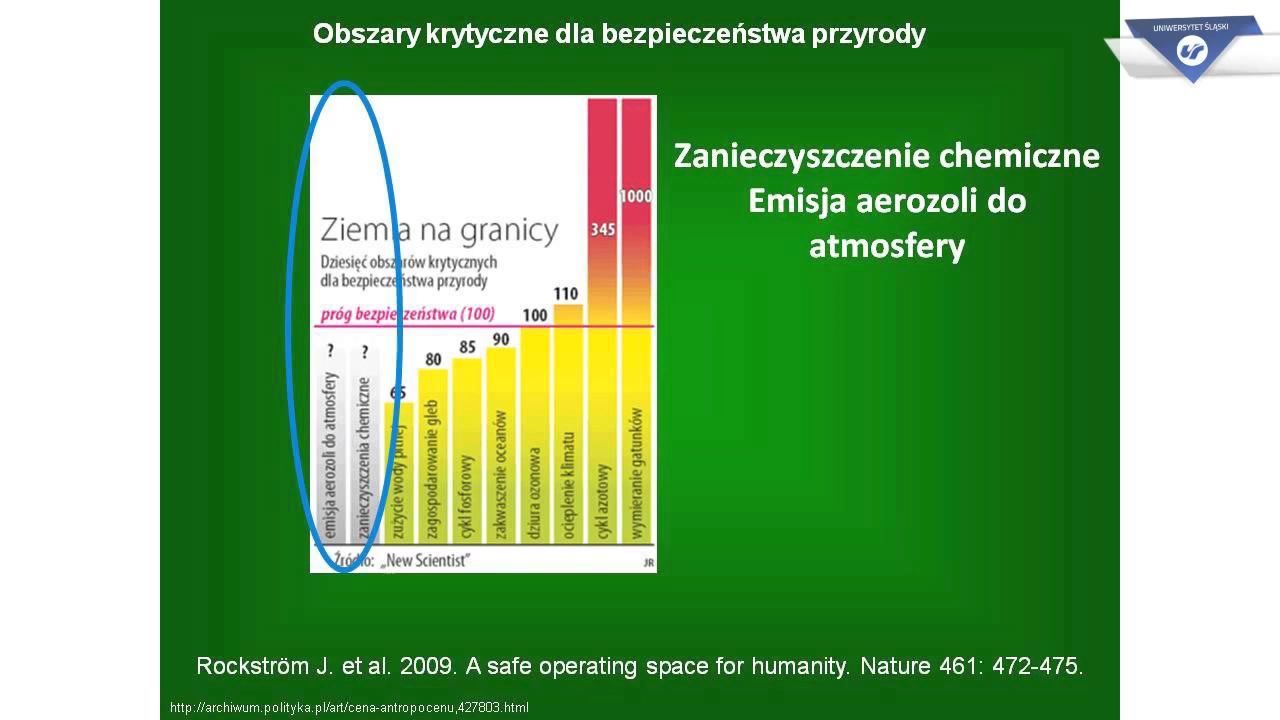 Obszary krytyczne dla bezpieczeństwa przyrody
UNIWERSYTET ŚLĄSKI
Zanieczyszczenie chemiczne
Emisja aerozoli do
atmosfery
Ziemia na granicy
Dziesięć obszarów krytycznych
dla bezpieczeństwa przyrody
próg bezpieczeństwa (100)
?
?
65
80
85
90
100
110
345
1000
emisja aerozoli do atmosfery
zanieczyszczenia chemiczne
zużycie wody pitnej
zagospodarowanie gleb
cykl fosforowy
zakwaszenie oceanów
dziura ozonowa
ocieplenie klimatu
cykl azotowy
wymieranie gatunków
Źródło: „New Scientist”
JR
Rockström J. et al. 2009. A safe operating space for humanity. Nature 461: 472-475.
http://archiwum.polityka.pl/art/cena-antropocenu,427803.html